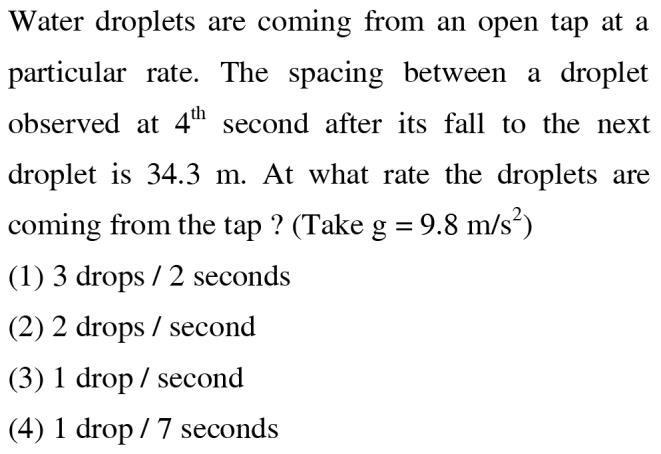 Water droplets are coming from an open tap at a
particular rate. The spacing between a droplet
observed at 4th second after its fall to the next
droplet is 34.3 m. At what rate the droplets are
coming from the tap ? (Take g = 9.8 m/s²)
(1) 3 drops / 2 seconds
(2) 2 drops / second
(3) 1 drop / second
(4) 1 drop / 7 seconds